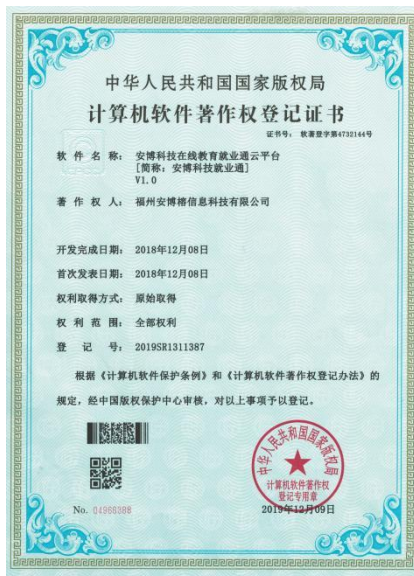 中华人民共和国国家版权局
计算机软件著作权登记证书
证书号： 软著登字第4732144号
软件名称： 安博科技在线教育就业通云平台
[简称：安博科技就业通]
V1.0
著作权人： 福州安博榕信息科技有限公司
开发完成日期： 2018年12月08日
首次发表日期： 2018年12月08日
权利取得方式： 原始取得
权利范围： 全部权利
登记号： 2019SR1311387
根据《计算机软件保护条例》和《计算机软件著作权登记办法》的
规定，经中国版权保护中心审核，对以上事项予以登记。
中华人民共和国国家版权局
计算机软件著作权
登记专用章
No. 04968388
2019年12月09日